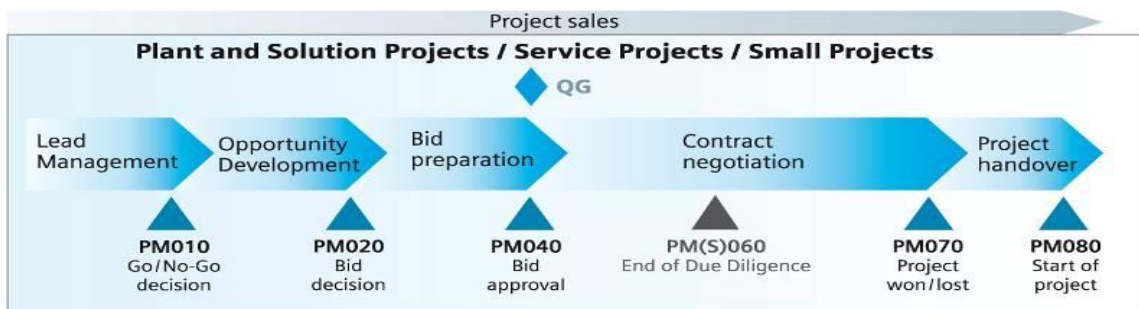 Project sales
Plant and Solution Projects / Service Projects / Small Projects
QG
Lead
Management
Opportunity
Development
Bid
preparation
Contract
negotiation
Project
handover
PM010
Go/No-Go
decision
PM020
Bid
decision
PM040
Bid
approval
PM(S)060
End of Due Diligence
PM070
Project
won/lost
PM080
Start of
project